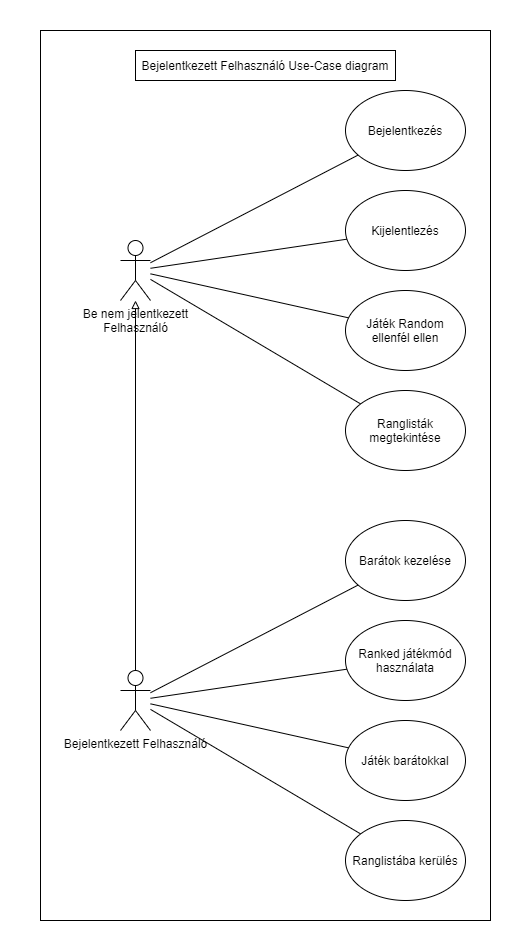 Bejelentkezett Felhasználó Use-Case diagram
Bejelentkezés
Kijelentlezés
Be nem jelentkezett
Felhasználó
Játék Random
ellenfél ellen
Ranglisták
megtekintése
Barátok kezelése
Ranked játékmód
használata
Bejelentkezett Felhasználó
Játék barátokkal
Ranglistába kerülés